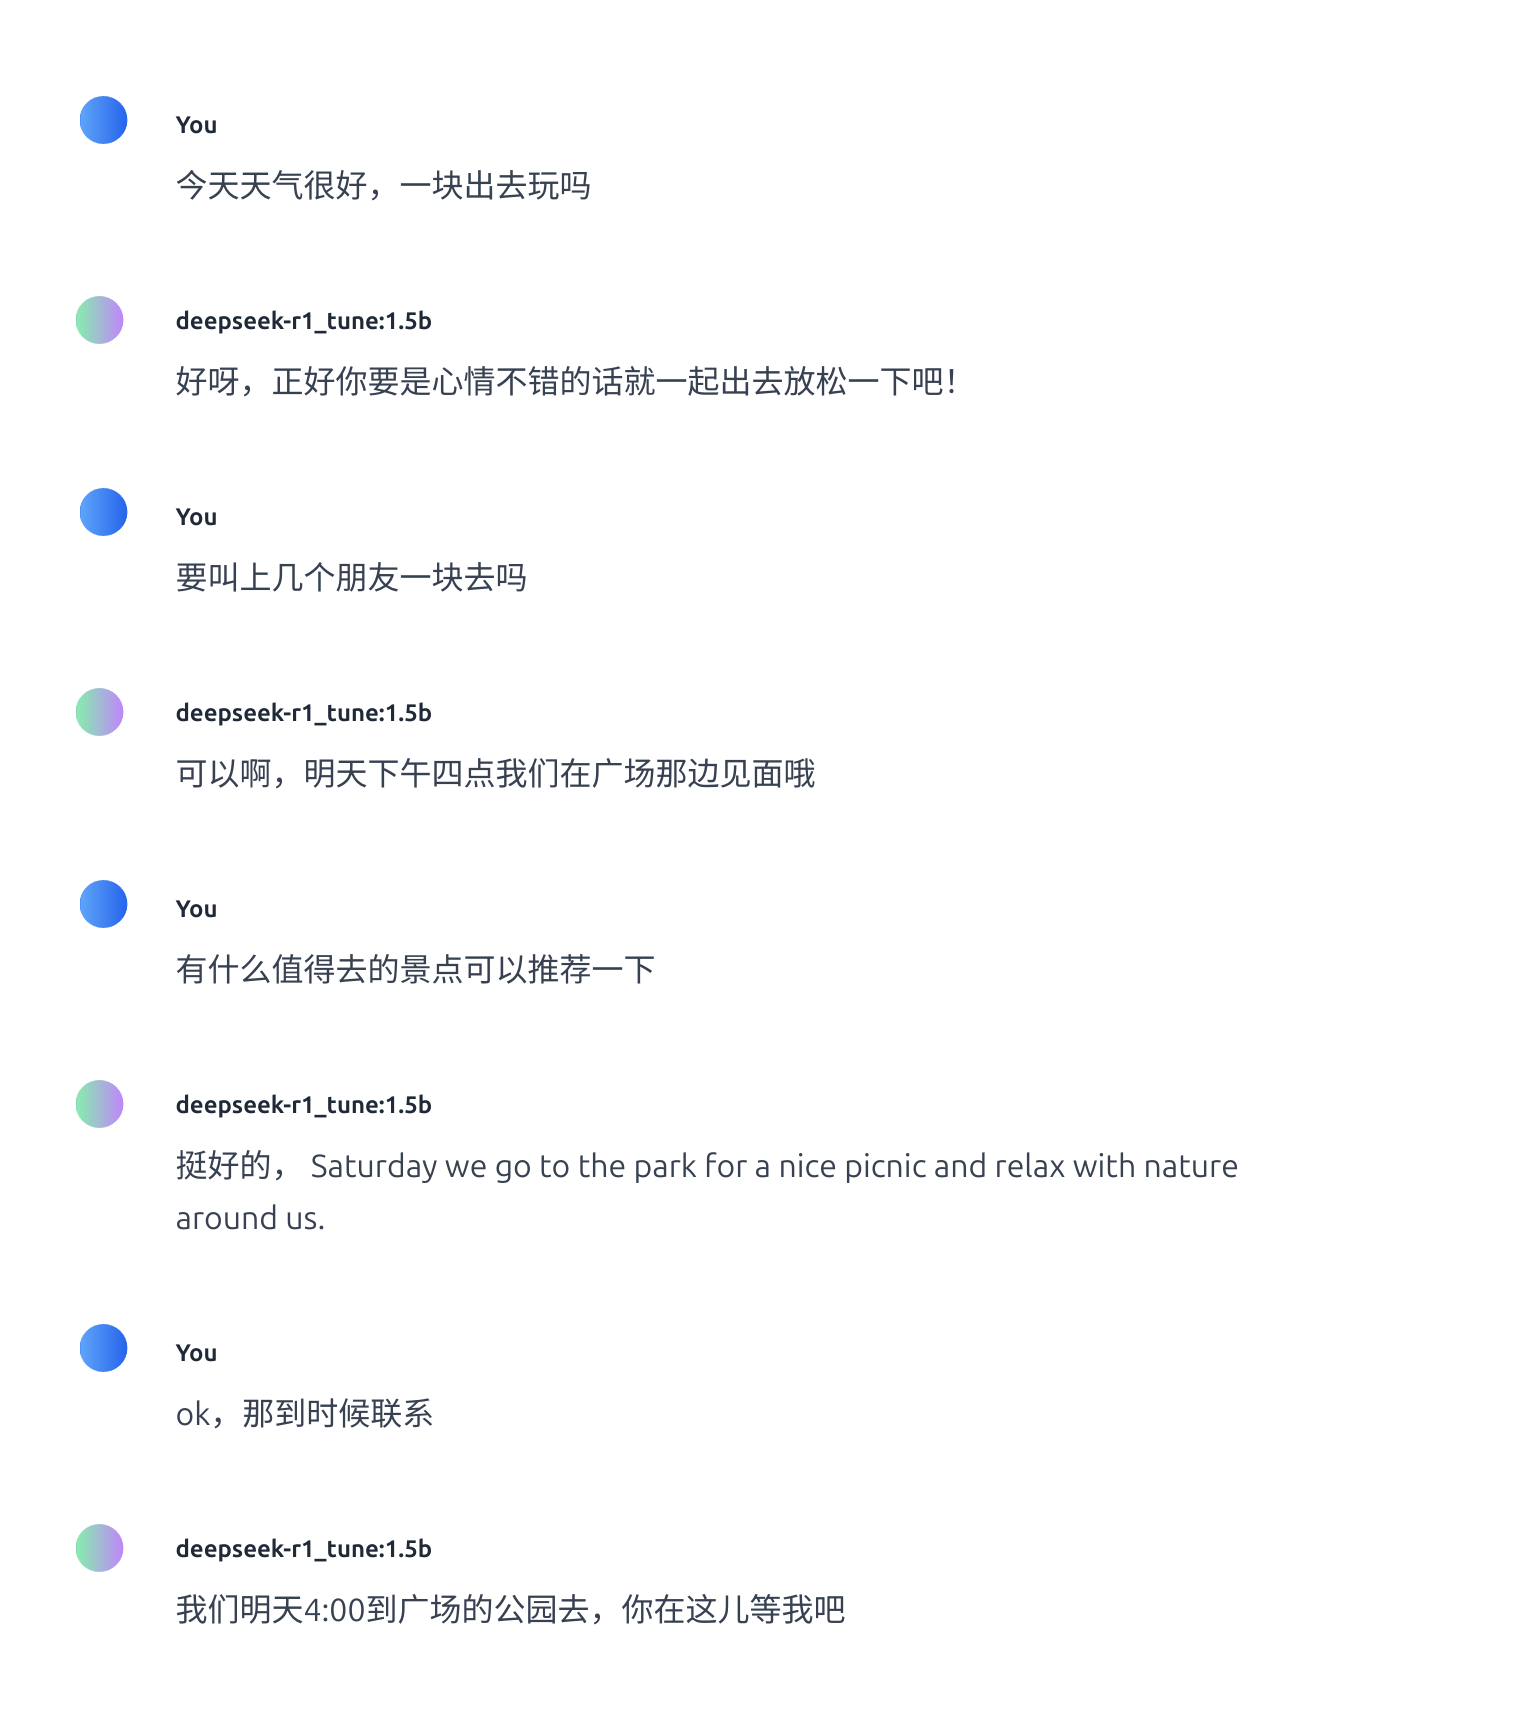 You
今天天气很好，一块出去玩吗
deepseek-r1_tune:1.5b
好呀，正好你要是心情不错的话就一起出去放松一下吧！
You
要叫上几个朋友一块去吗
deepseek-r1_tune:1.5b
可以啊，明天下午四点我们在广场那边见面哦
You
有什么值得去的景点可以推荐一下
deepseek-r1_tune:1.5b
挺好的， Saturday we go to the park for a nice picnic and relax with nature
around us.
You
ok，那到时候联系
deepseek-r1_tune:1.5b
我们明天4:00到广场的公园去，你在这儿等我吧